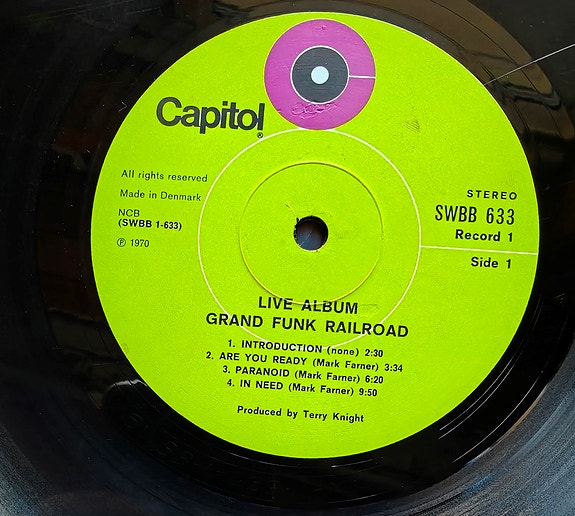 Capitol®
All rights reserved
Made in Denmark
NCB
(SWBB 1-633)
℗ 1970
STEREO
SWBB 633
Record 1
Side 1
LIVE ALBUM
GRAND FUNK RAILROAD
1. INTRODUCTION (none) 2:30
2. ARE YOU READY (Mark Farner) 3:34
3. PARANOID (Mark Farner) 6:20
4. IN NEED (Mark Farner) 9:50
Produced by Terry Knight